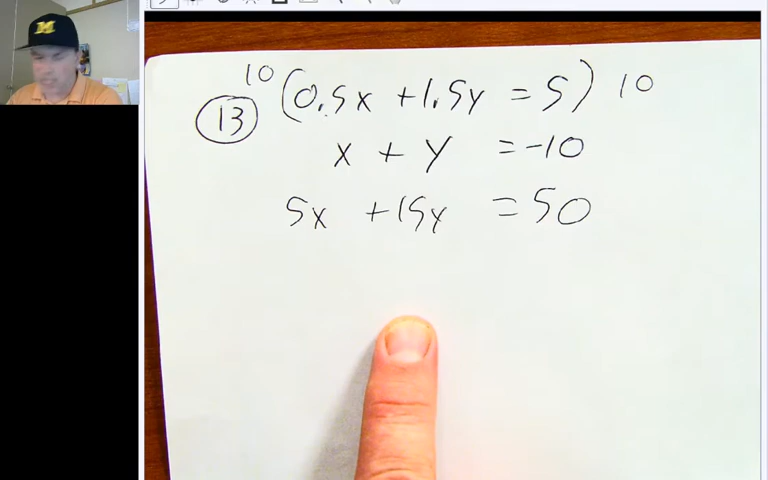 M
10 (0.5x + 1.5y = 5) 10
13
x + y = -10
5x + 15y = 50